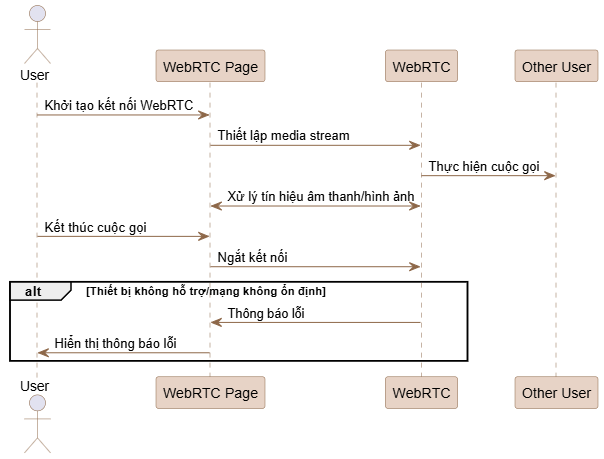 User
WebRTC Page
WebRTC
Other User
Khởi tạo kết nối WebRTC
Thiết lập media stream
Thực hiện cuộc gọi
Xử lý tín hiệu âm thanh/hình ảnh
Kết thúc cuộc gọi
Ngắt kết nối
alt
[Thiết bị không hỗ trợ/mạng không ổn định]
Thông báo lỗi
Hiển thị thông báo lỗi
User
WebRTC Page
WebRTC
Other User